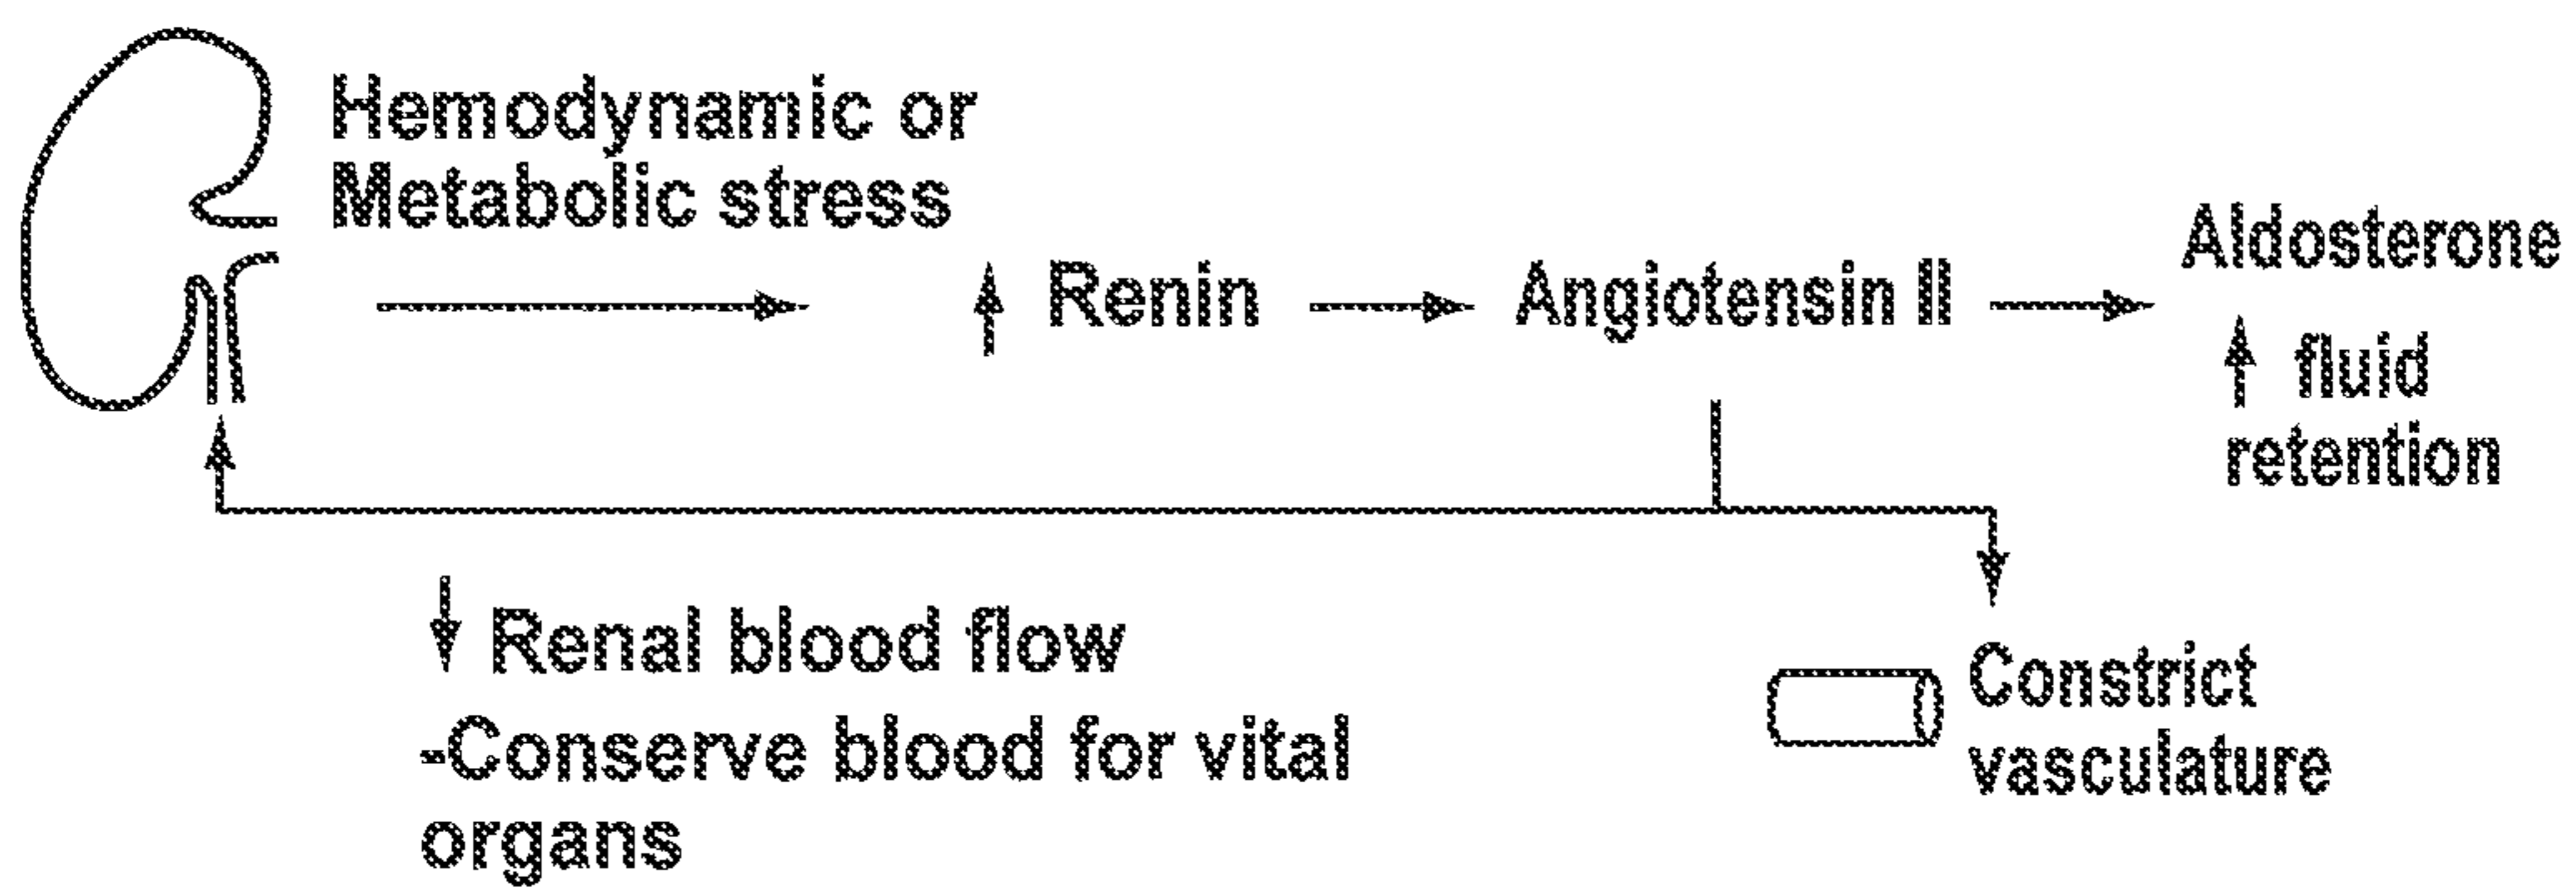 Hemodynamic or
Metabolic stress
↑ Renin
Angiotensin II
Aldosterone
↑ fluid
retention
↓ Renal blood flow
-Conserve blood for vital
organs
Constrict
vasculature